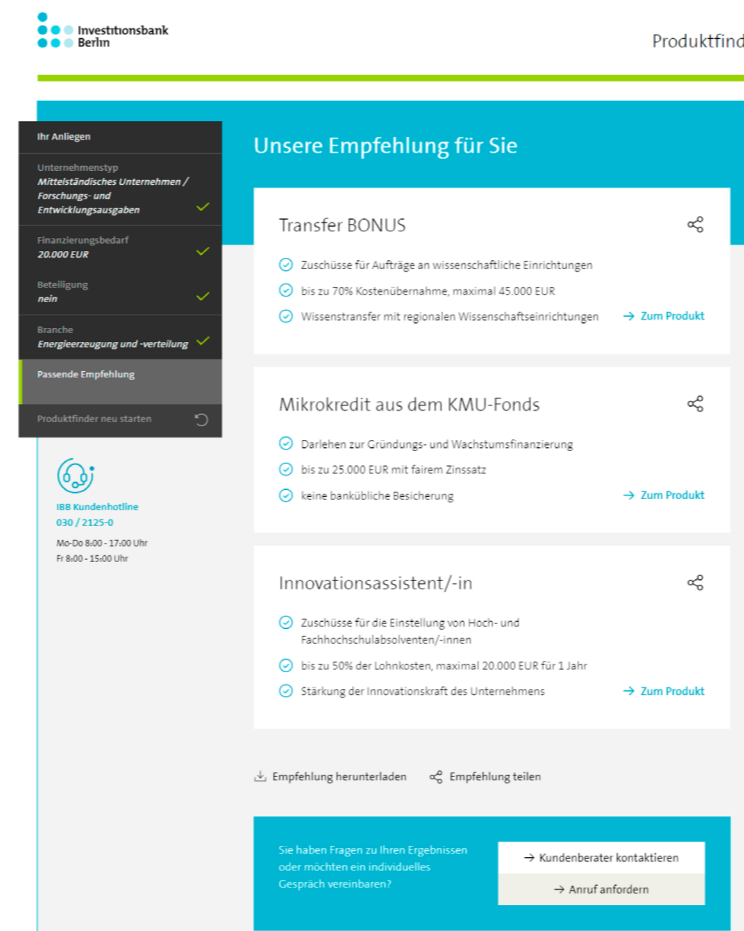 Investitionsbank
Berlin
Produktfind
Ihr Anliegen
Unternehmenstyp
Mittelständisches Unternehmen /
Forschungs- und
Entwicklungsausgaben
Finanzierungsbedarf
20.000 EUR
Beteiligung
nein
Branche
Energieerzeugung und -verteilung
Passende Empfehlung
Produktfinder neu starten
IBB Kundenhotline
030 / 2125-0
Mo-Do 8:00 - 17:00 Uhr
Fr 8:00 - 15:00 Uhr
Unsere Empfehlung für Sie
Transfer BONUS
Zuschüsse für Aufträge an wissenschaftliche Einrichtungen
bis zu 70% Kostenübernahme, maximal 45.000 EUR
Wissenstransfer mit regionalen Wissenschaftseinrichtungen
→ Zum Produkt
Mikrokredit aus dem KMU-Fonds
Darlehen zur Gründungs- und Wachstumsfinanzierung
bis zu 25.000 EUR mit fairem Zinssatz
keine bankübliche Besicherung
→ Zum Produkt
Innovationsassistent/-in
Zuschüsse für die Einstellung von Hoch- und
Fachhochschulabsolventen/-innen
bis zu 50% der Lohnkosten, maximal 20.000 EUR für 1 Jahr
Stärkung der Innovationskraft des Unternehmens
→ Zum Produkt
Empfehlung herunterladen
Empfehlung teilen
Sie haben Fragen zu Ihren Ergebnissen
oder möchten ein individuelles
Gespräch vereinbaren?
→ Kundenberater kontaktieren
→ Anruf anfordern